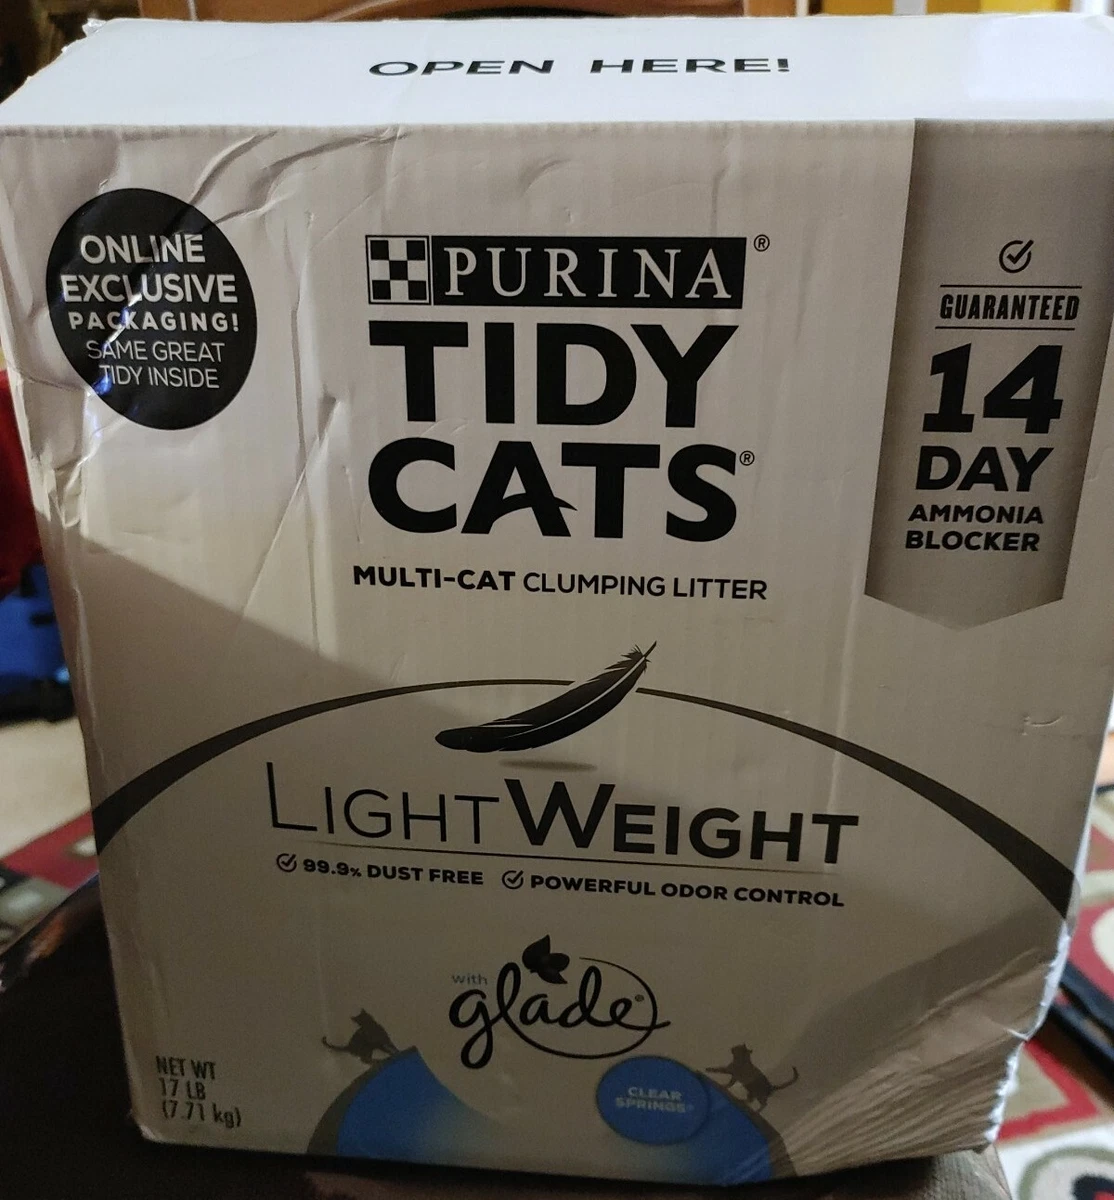 OPEN HERE!
ONLINE
EXCLUSIVE
PACKAGING!
SAME GREAT
TIDY INSIDE
PURINA®
TIDY
CATS®
MULTI-CAT CLUMPING LITTER
GUARANTEED
14
DAY
AMMONIA
BLOCKER
LIGHTWEIGHT
99.9% DUST FREE POWERFUL ODOR CONTROL
with
glade®
CLEAR
SPRINGS™
NET WT
17 LB
(7.71 kg)